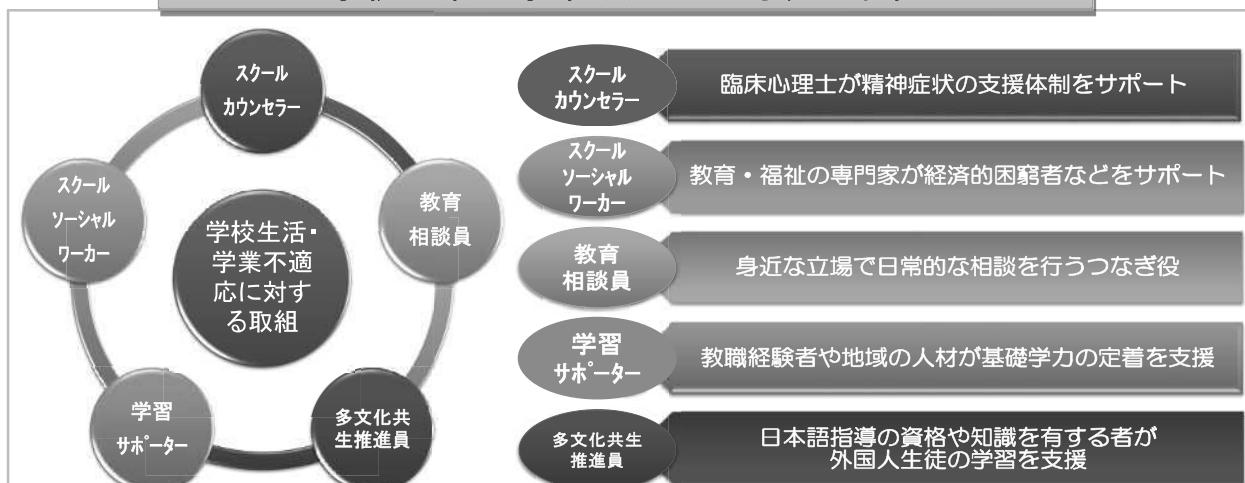 スクール
カウンセラー
教育
相談員
多文化共
生推進員
学習
サポーター
スクール
ソーシャル
ワーカー
学校生活・
学業不適
応に対す
る取組
スクール
カウンセラー
臨床心理士が精神症状の支援体制をサポート
スクール
ソーシャル
ワーカー
教育・福祉の専門家が経済的困窮者などをサポート
教育
相談員
身近な立場で日常的な相談を行うつなぎ役
学習
サポーター
教職経験者や地域の人材が基礎学力の定着を支援
多文化共生
推進員
日本語指導の資格や知識を有する者が
外国人生徒の学習を支援